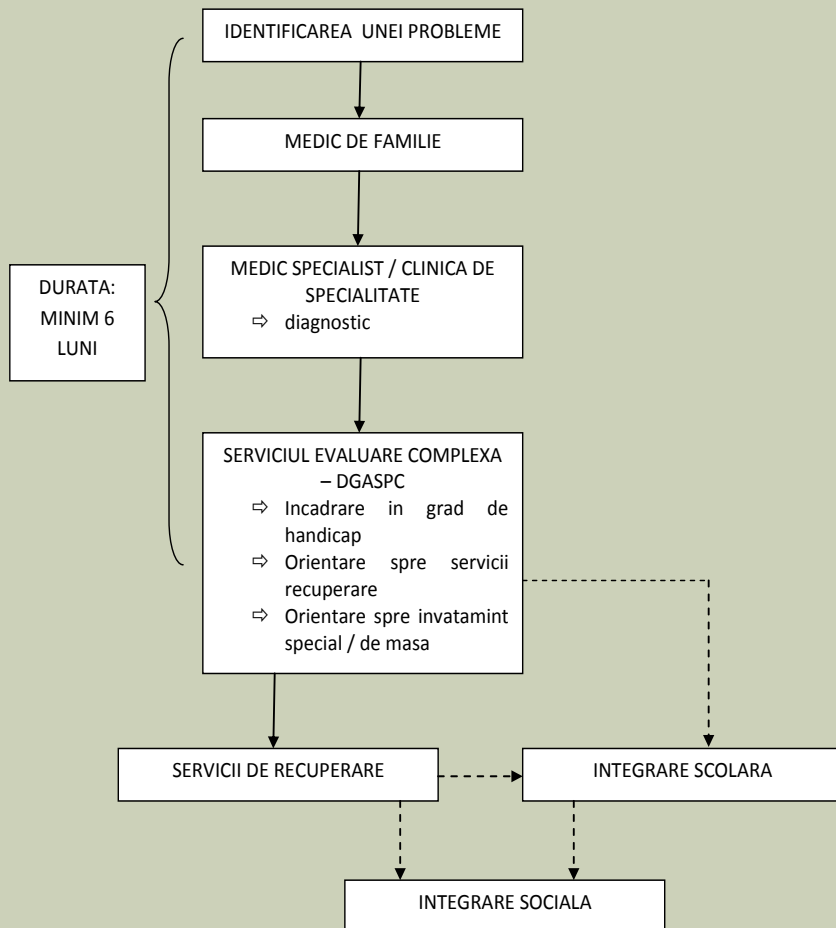 IDENTIFICAREA UNEI PROBLEME
MEDIC DE FAMILIE
MEDIC SPECIALIST / CLINICA DE
SPECIALITATE
⇨ diagnostic
DURATA:
MINIM 6
LUNI
SERVICIUL EVALUARE COMPLEXA
– DGASPC
⇨ Incadrare in grad de
handicap
⇨ Orientare spre servicii
recuperare
⇨ Orientare spre invatamint
special / de masa
SERVICII DE RECUPERARE
INTEGRARE SCOLARA
INTEGRARE SOCIALA